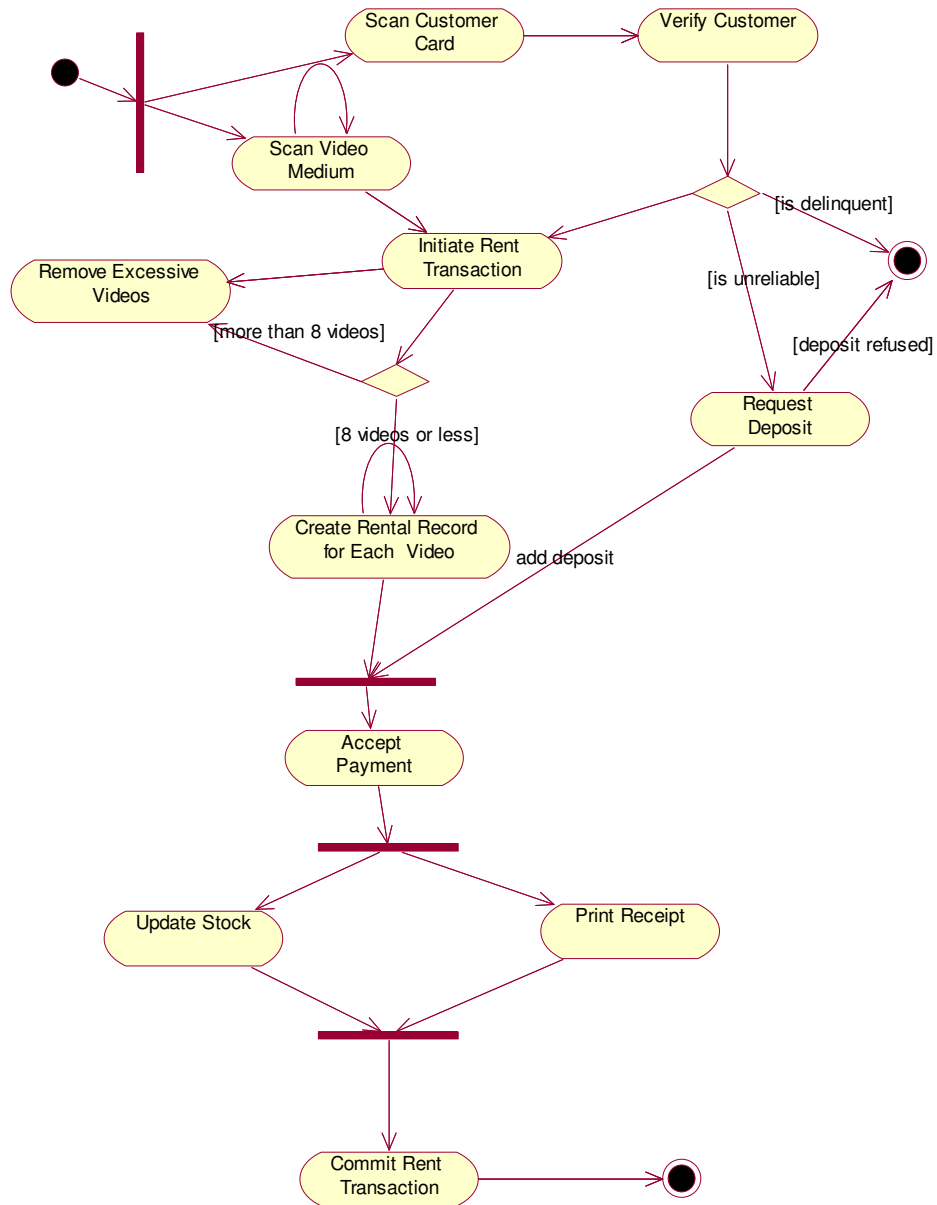 Scan Customer
Card
Verify Customer
Scan Video
Medium
[is delinquent]
Initiate Rent
Transaction
Remove Excessive
Videos
[is unreliable]
[more than 8 videos]
[deposit refused]
Request
Deposit
[8 videos or less]
Create Rental Record
for Each Video
add deposit
Accept
Payment
Update Stock
Print Receipt
Commit Rent
Transaction